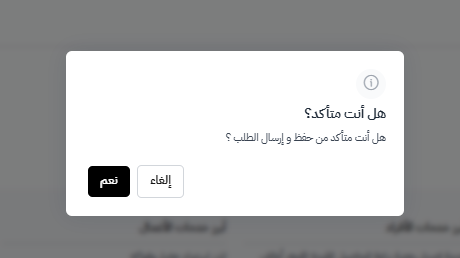 هل أنت متأكد؟
هل أنت متأكد من حفظ و إرسال الطلب ؟
إلغاء
نعم